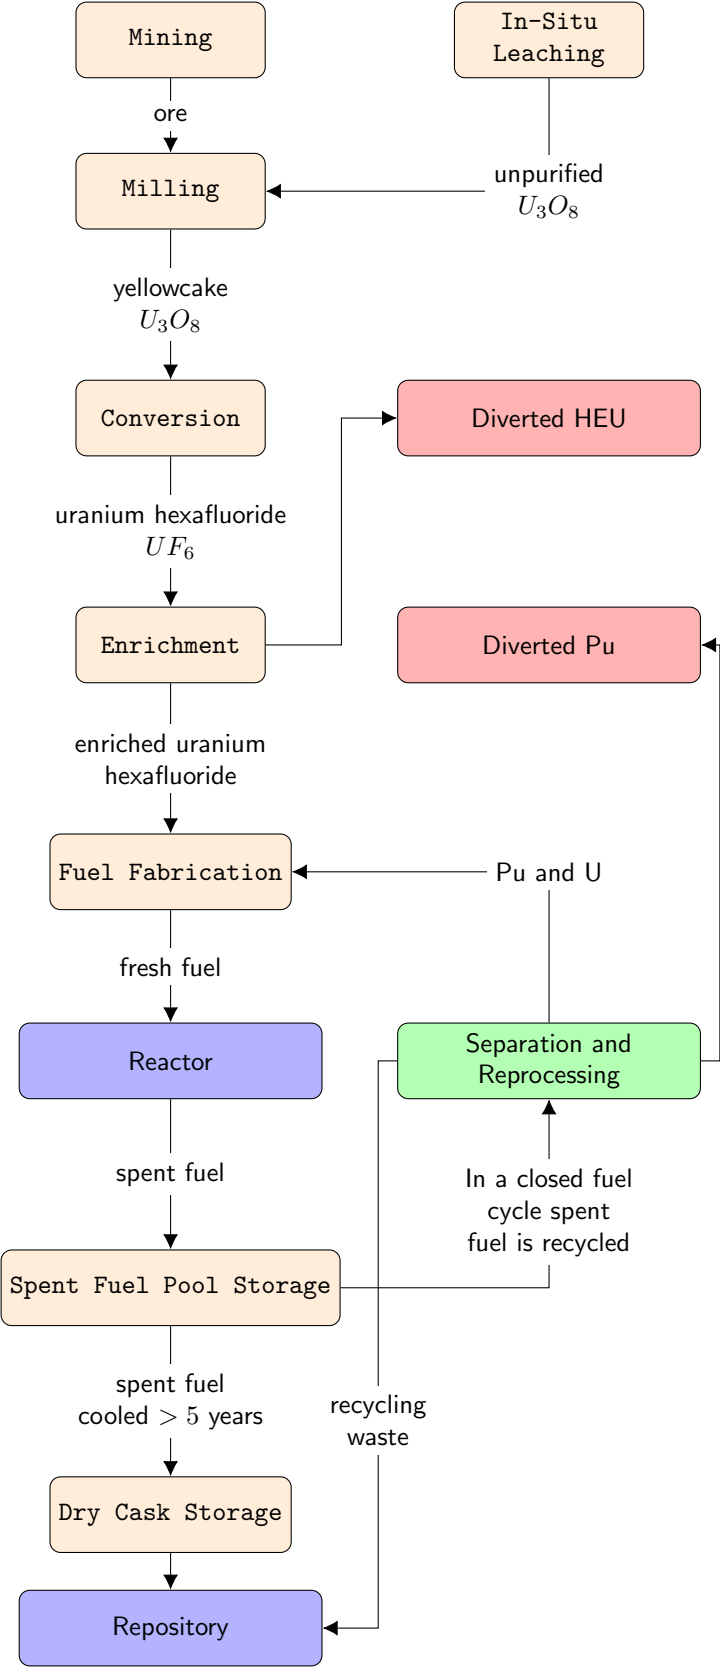 Mining
In-Situ
Leaching
ore
Milling
unpurified
U₃O₈
yellowcake
U₃O₈
Conversion
Diverted HEU
uranium hexafluoride
UF₆
Enrichment
Diverted Pu
enriched uranium
hexafluoride
Fuel Fabrication
Pu and U
fresh fuel
Reactor
Separation and
Reprocessing
spent fuel
In a closed fuel
cycle spent
fuel is recycled
Spent Fuel Pool Storage
spent fuel
cooled > 5 years
recycling
waste
Dry Cask Storage
Repository